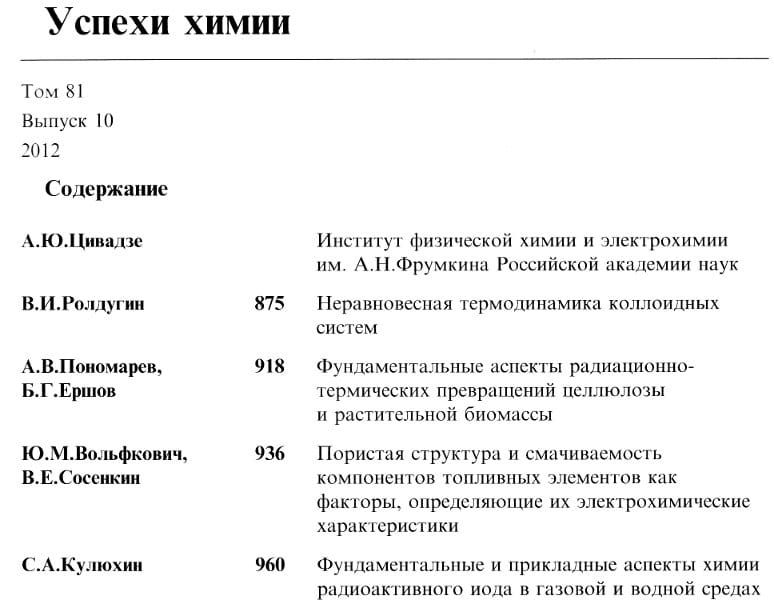 Успехи химии
Том 81
Выпуск 10
2012
Содержание
А.Ю.Цивадзе Институт физической химии и электрохимии
им. А.Н.Фрумкина Российской академии наук
В.И.Ролдугин 875 Неравновесная термодинамика коллоидных
систем
А.В.Пономарев, 918 Фундаментальные аспекты радиационно-
Б.Г.Ершов термических превращений целлюлозы
и растительной биомассы
Ю.М.Вольфкович, 936 Пористая структура и смачиваемость
В.Е.Сосенкин компонентов топливных элементов как
факторы, определяющие их электрохимические
характеристики
С.А.Кулюхин 960 Фундаментальные и прикладные аспекты химии
радиоактивного иода в газовой и водной средах